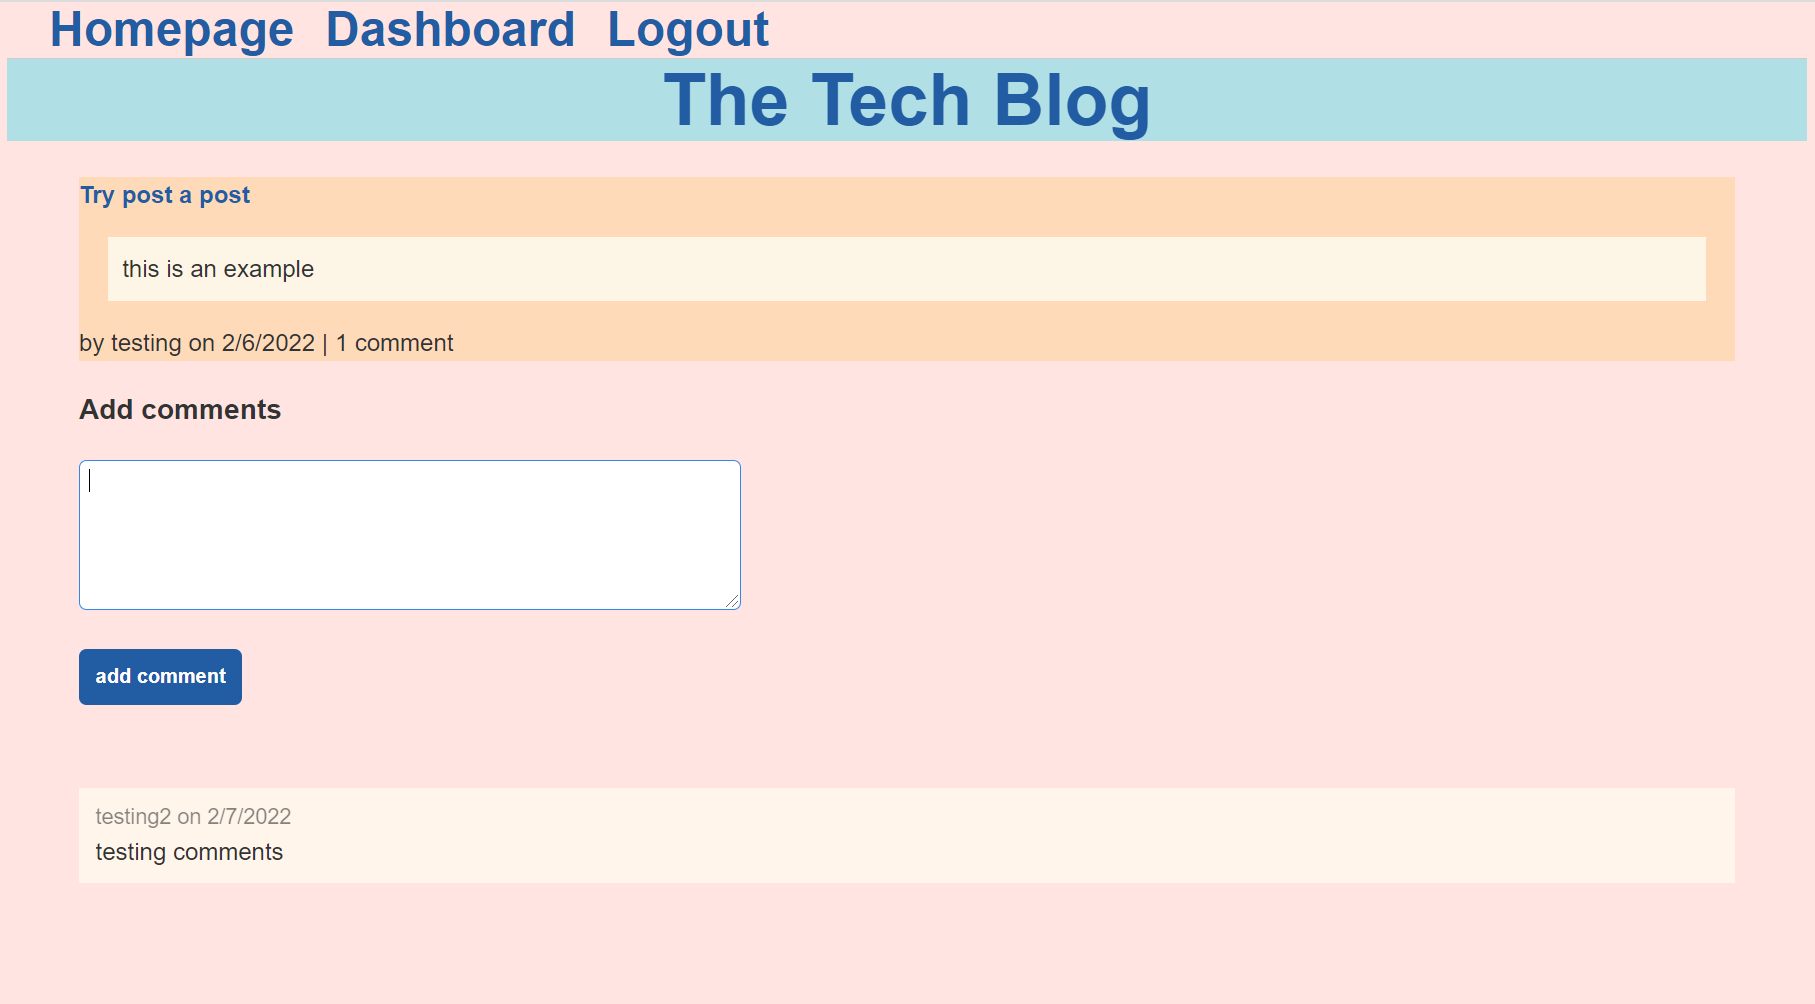 Homepage Dashboard Logout
The Tech Blog
Try post a post
this is an example
by testing on 2/6/2022 | 1 comment
Add comments
add comment
testing2 on 2/7/2022
testing comments